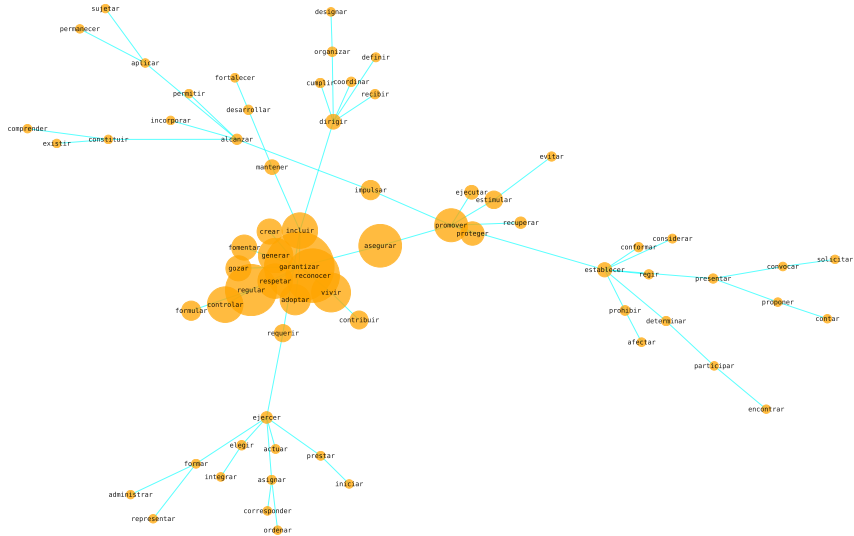 sujetar
designar
permanecer
organizar
definir
aplicar
fortalecer
cumplir
coordinar
permitir
recibir
desarrollar
incorporar
dirigir
comprender
existir
constituir
alcanzar
evitar
mantener
impulsar
ejecutar
estimular
recuperar
promover
proteger
crear
incluir
considerar
asegurar
fomentar
conformar
generar
solicitar
gozar
garantizar
convocar
establecer
regir
reconocer
presentar
respetar
regular
vivir
adoptar
proponer
controlar
formular
prohibir
contar
contribuir
determinar
requerir
afectar
participar
encontrar
ejercer
elegir
actuar
prestar
formar
integrar
asignar
iniciar
administrar
corresponder
representar
ordenar